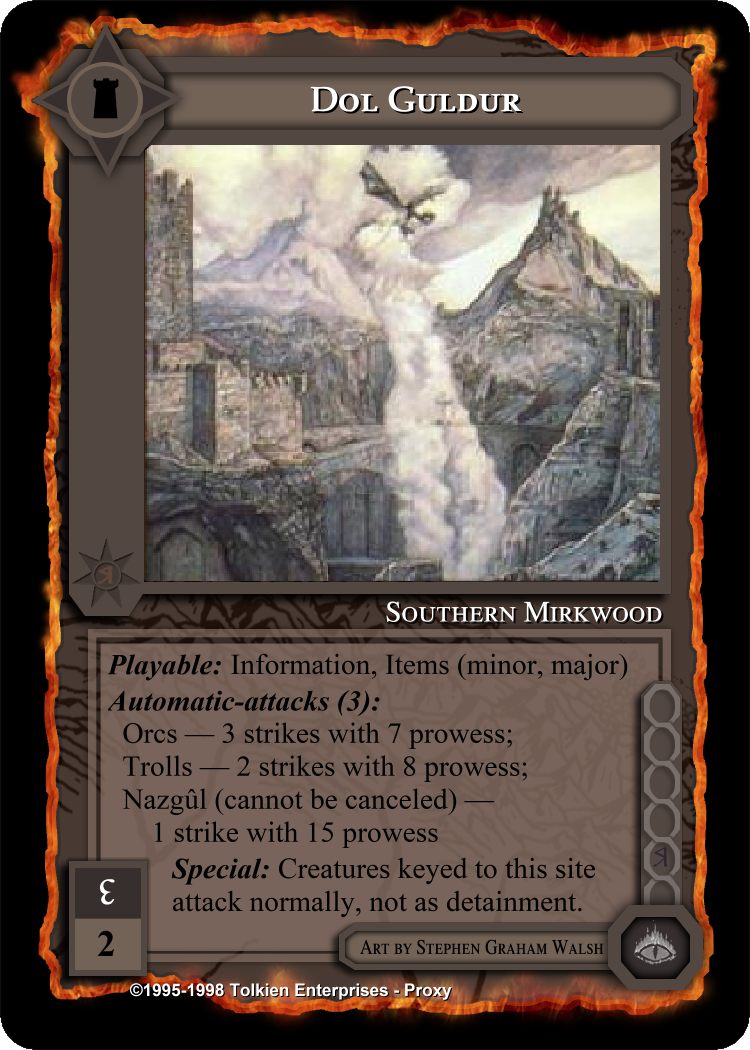 Dol Guldur
Southern Mirkwood
Playable: Information, Items (minor, major)
Automatic-attacks (3):
Orcs — 3 strikes with 7 prowess;
Trolls — 2 strikes with 8 prowess;
Nazgûl (cannot be canceled) —
1 strike with 15 prowess
Special: Creatures keyed to this site
attack normally, not as detainment.
2
Art by Stephen Graham Walsh
©1995-1998 Tolkien Enterprises - Proxy